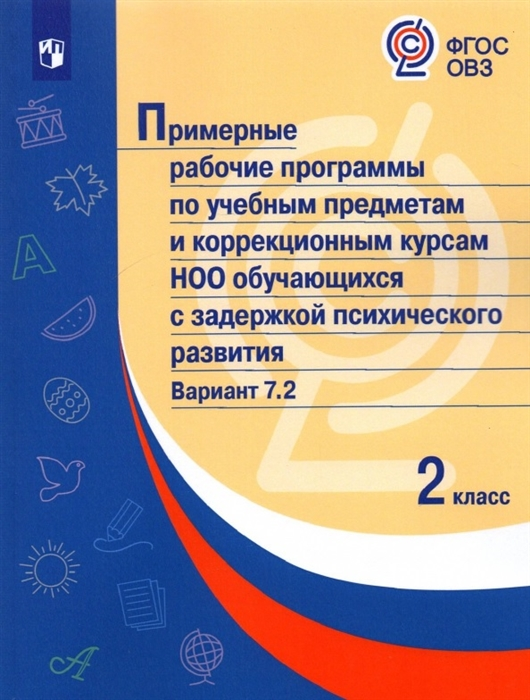 ФГОС
ОВЗ
Примерные
рабочие программы
по учебным предметам
и коррекционным курсам
НОО обучающихся
с задержкой психического
развития
Вариант 7.2
2 класс
А
А